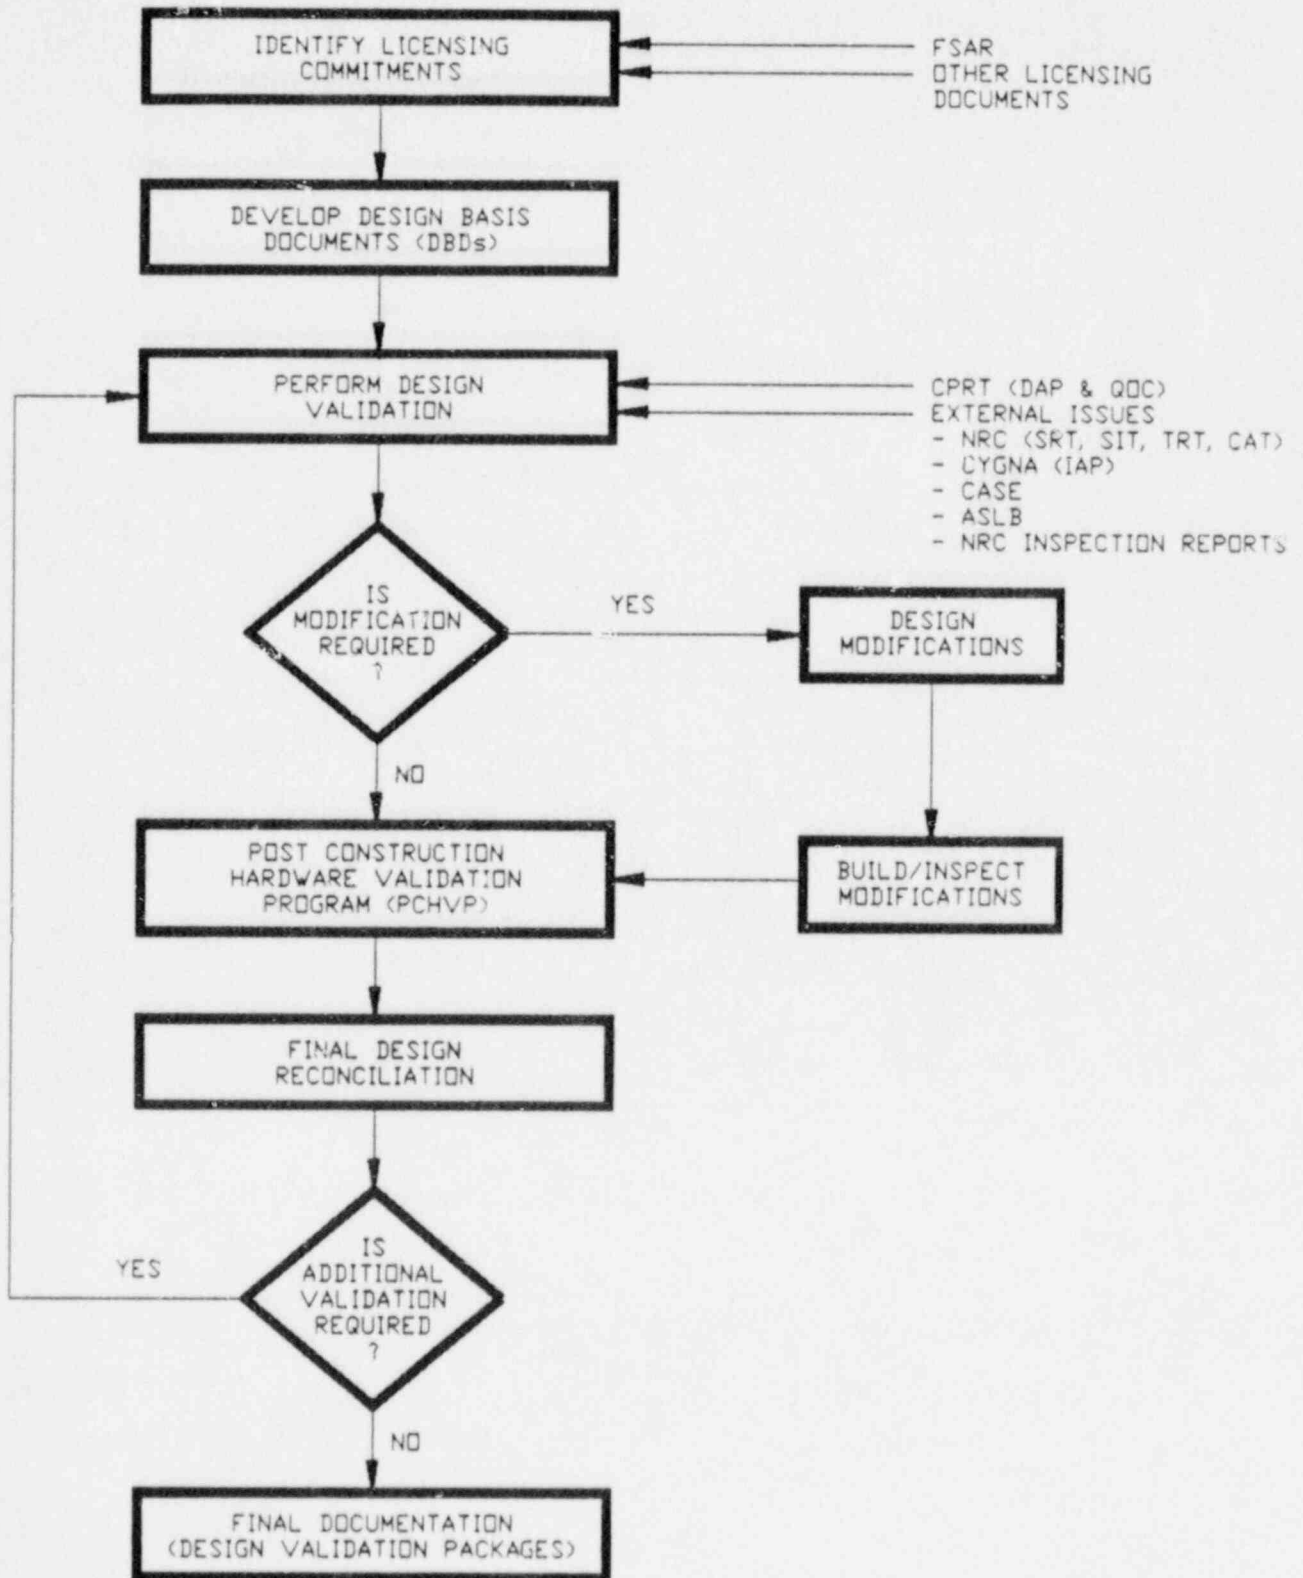 IDENTIFY LICENSING
COMMITMENTS
FSAR
OTHER LICENSING
DOCUMENTS
DEVELOP DESIGN BASIS
DOCUMENTS (DBDs)
PERFORM DESIGN
VALIDATION
CPRT (DAP & QOC)
EXTERNAL ISSUES
- NRC (SRT, SIT, TRT, CAT)
- CYGNA (IAP)
- CASE
- ASLB
- NRC INSPECTION REPORTS
IS
MODIFICATION
REQUIRED
?
YES
DESIGN
MODIFICATIONS
NO
POST CONSTRUCTION
HARDWARE VALIDATION
PROGRAM (PCHVP)
BUILD/INSPECT
MODIFICATIONS
FINAL DESIGN
RECONCILIATION
IS
ADDITIONAL
VALIDATION
REQUIRED
?
YES
NO
FINAL DOCUMENTATION
(DESIGN VALIDATION PACKAGES)